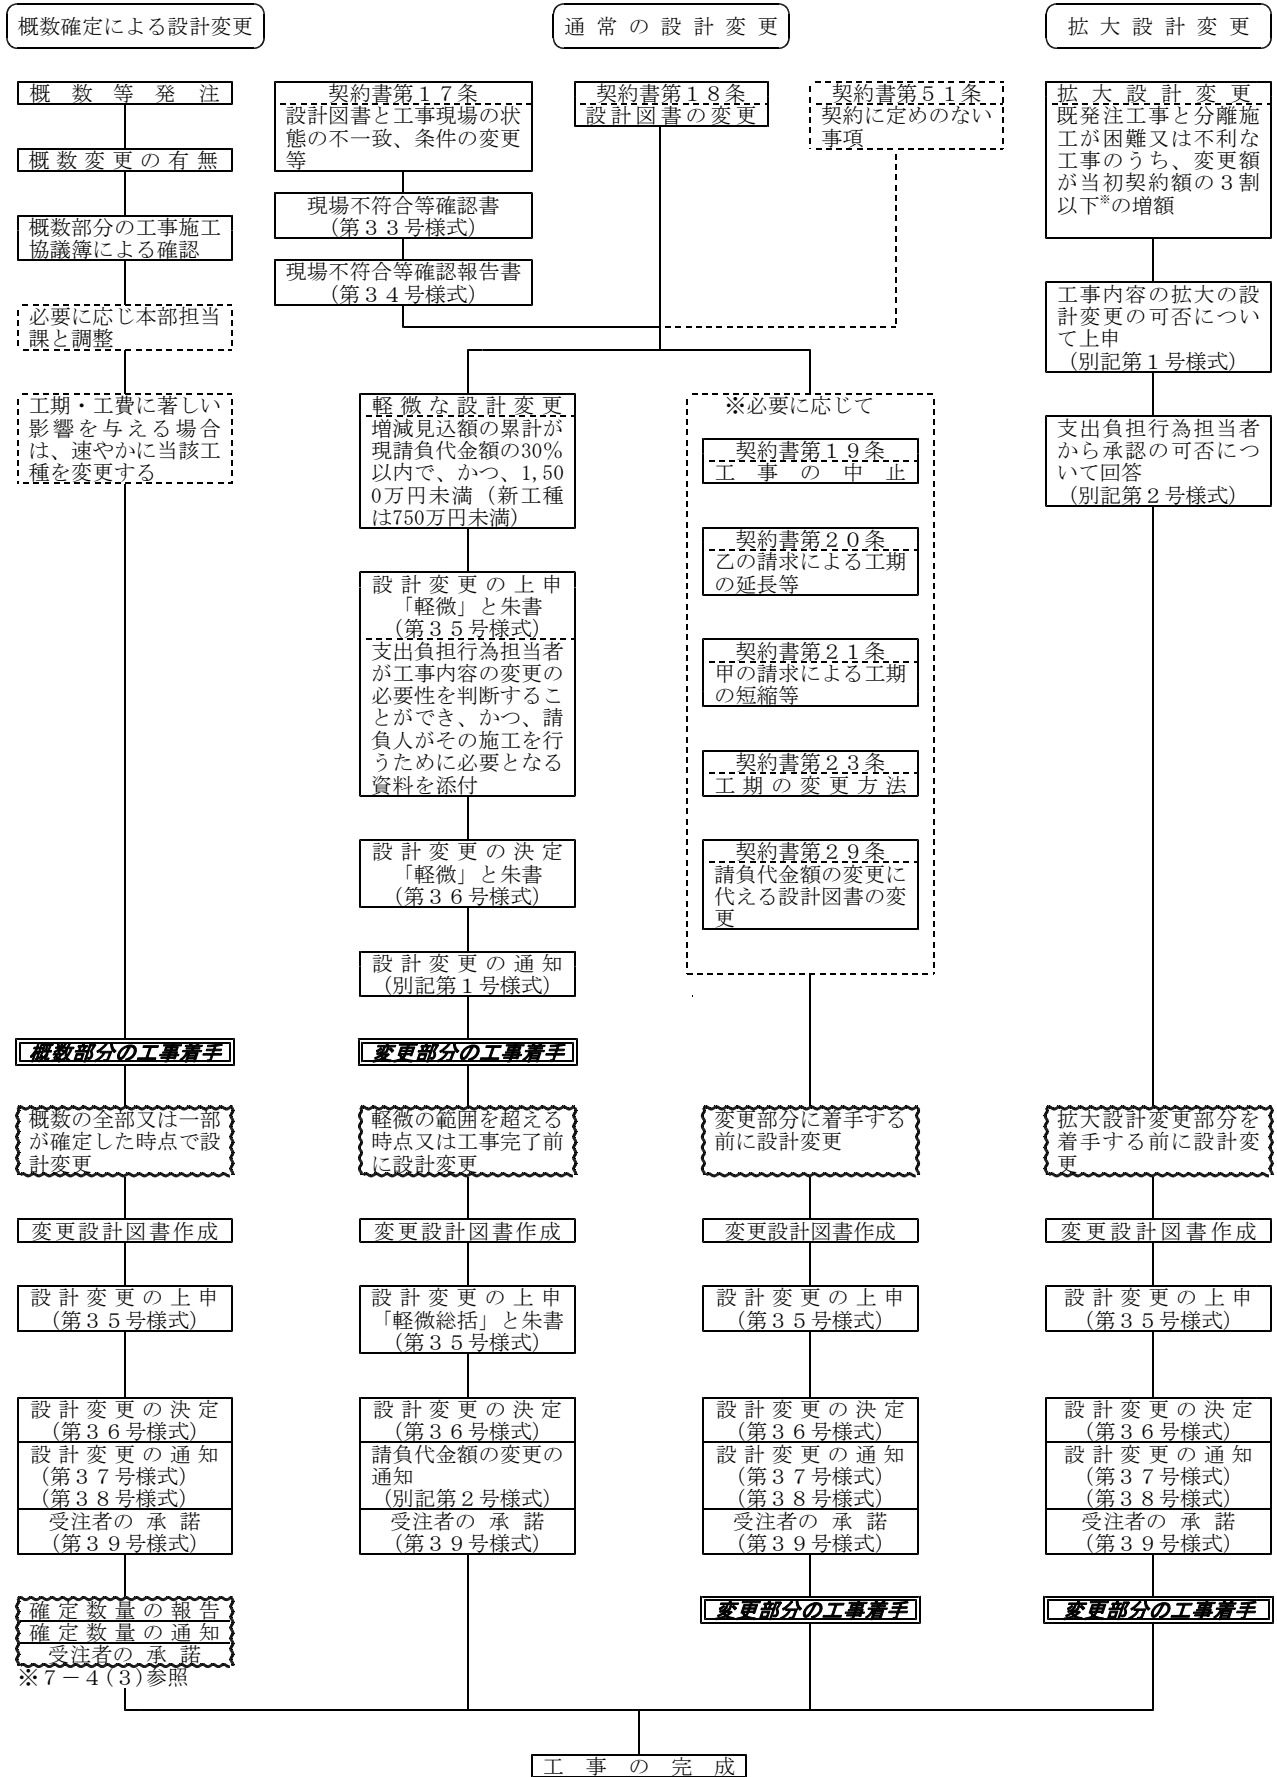 概数確定による設計変更
通常の設計変更
拡大設計変更
概数等発注
概数変更の有無
概数部分の工事施工
協議簿による確認
必要に応じ本部担当
課と調整
工期・工費に著しい
影響を与える場合
は、速やかに当該工
種を変更する
概数部分の工事着手
概数の全部又は一部
が確定した時点で設
計変更
変更設計図書作成
設計変更の上申
(第35号様式)
設計変更の決定
(第36号様式)
設計変更の通知
(第37号様式)
(第38号様式)
受注者の承諾
(第39号様式)
確定数量の報告
確定数量の通知
受注者の承諾
※7-4(3)参照
契約書第17条
設計図書と工事現場の状
態の不一致、条件の変更
等
現場不符合等確認書
(第33号様式)
現場不符合等確認報告書
(第34号様式)
契約書第18条
設計図書の変更
契約書第51条
契約に定めのない
事項
軽微な設計変更
増減見込額の累計が
現請負代金額の30%
以内で、かつ、1,50
0万円未満(新工種
は750万円未満)
設計変更の上申
「軽微」と朱書
(第35号様式)
支出負担行為担当者
が工事内容の変更の
必要性を判断するこ
とができ、かつ、請
負人がその施工を行
うために必要となる
資料を添付
設計変更の決定
「軽微」と朱書
(第36号様式)
設計変更の通知
(別記第1号様式)
変更部分の工事着手
軽微の範囲を超える
時点又は工事完了前
に設計変更
変更設計図書作成
設計変更の上申
「軽微総括」と朱書
(第35号様式)
設計変更の決定
(第36号様式)
請負代金額の変更の
通知
(別記第2号様式)
受注者の承諾
(第39号様式)
※必要に応じて
契約書第19条
工事の中止
契約書第20条
乙の請求による工期
の延長等
契約書第21条
甲の請求による工期
の短縮等
契約書第23条
工期の変更方法
契約書第29条
請負代金額の変更に
代える設計図書の変
更
変更部分に着手する
前に設計変更
変更設計図書作成
設計変更の上申
(第35号様式)
設計変更の決定
(第36号様式)
設計変更の通知
(第37号様式)
(第38号様式)
受注者の承諾
(第39号様式)
変更部分の工事着手
拡大設計変更
既発注工事と分離施
工が困難又は不利な
工事のうち、変更額
が当初契約額の3割
以下※の増額
工事内容の拡大の設
計変更の可否につい
て上申
(別記第1号様式)
支出負担行為担当者
から承認の可否につ
いて回答
(別記第2号様式)
拡大設計変更部分を
着手する前に設計変
更
変更設計図書作成
設計変更の上申
(第35号様式)
設計変更の決定
(第36号様式)
設計変更の通知
(第37号様式)
(第38号様式)
受注者の承諾
(第39号様式)
変更部分の工事着手
工事の完成